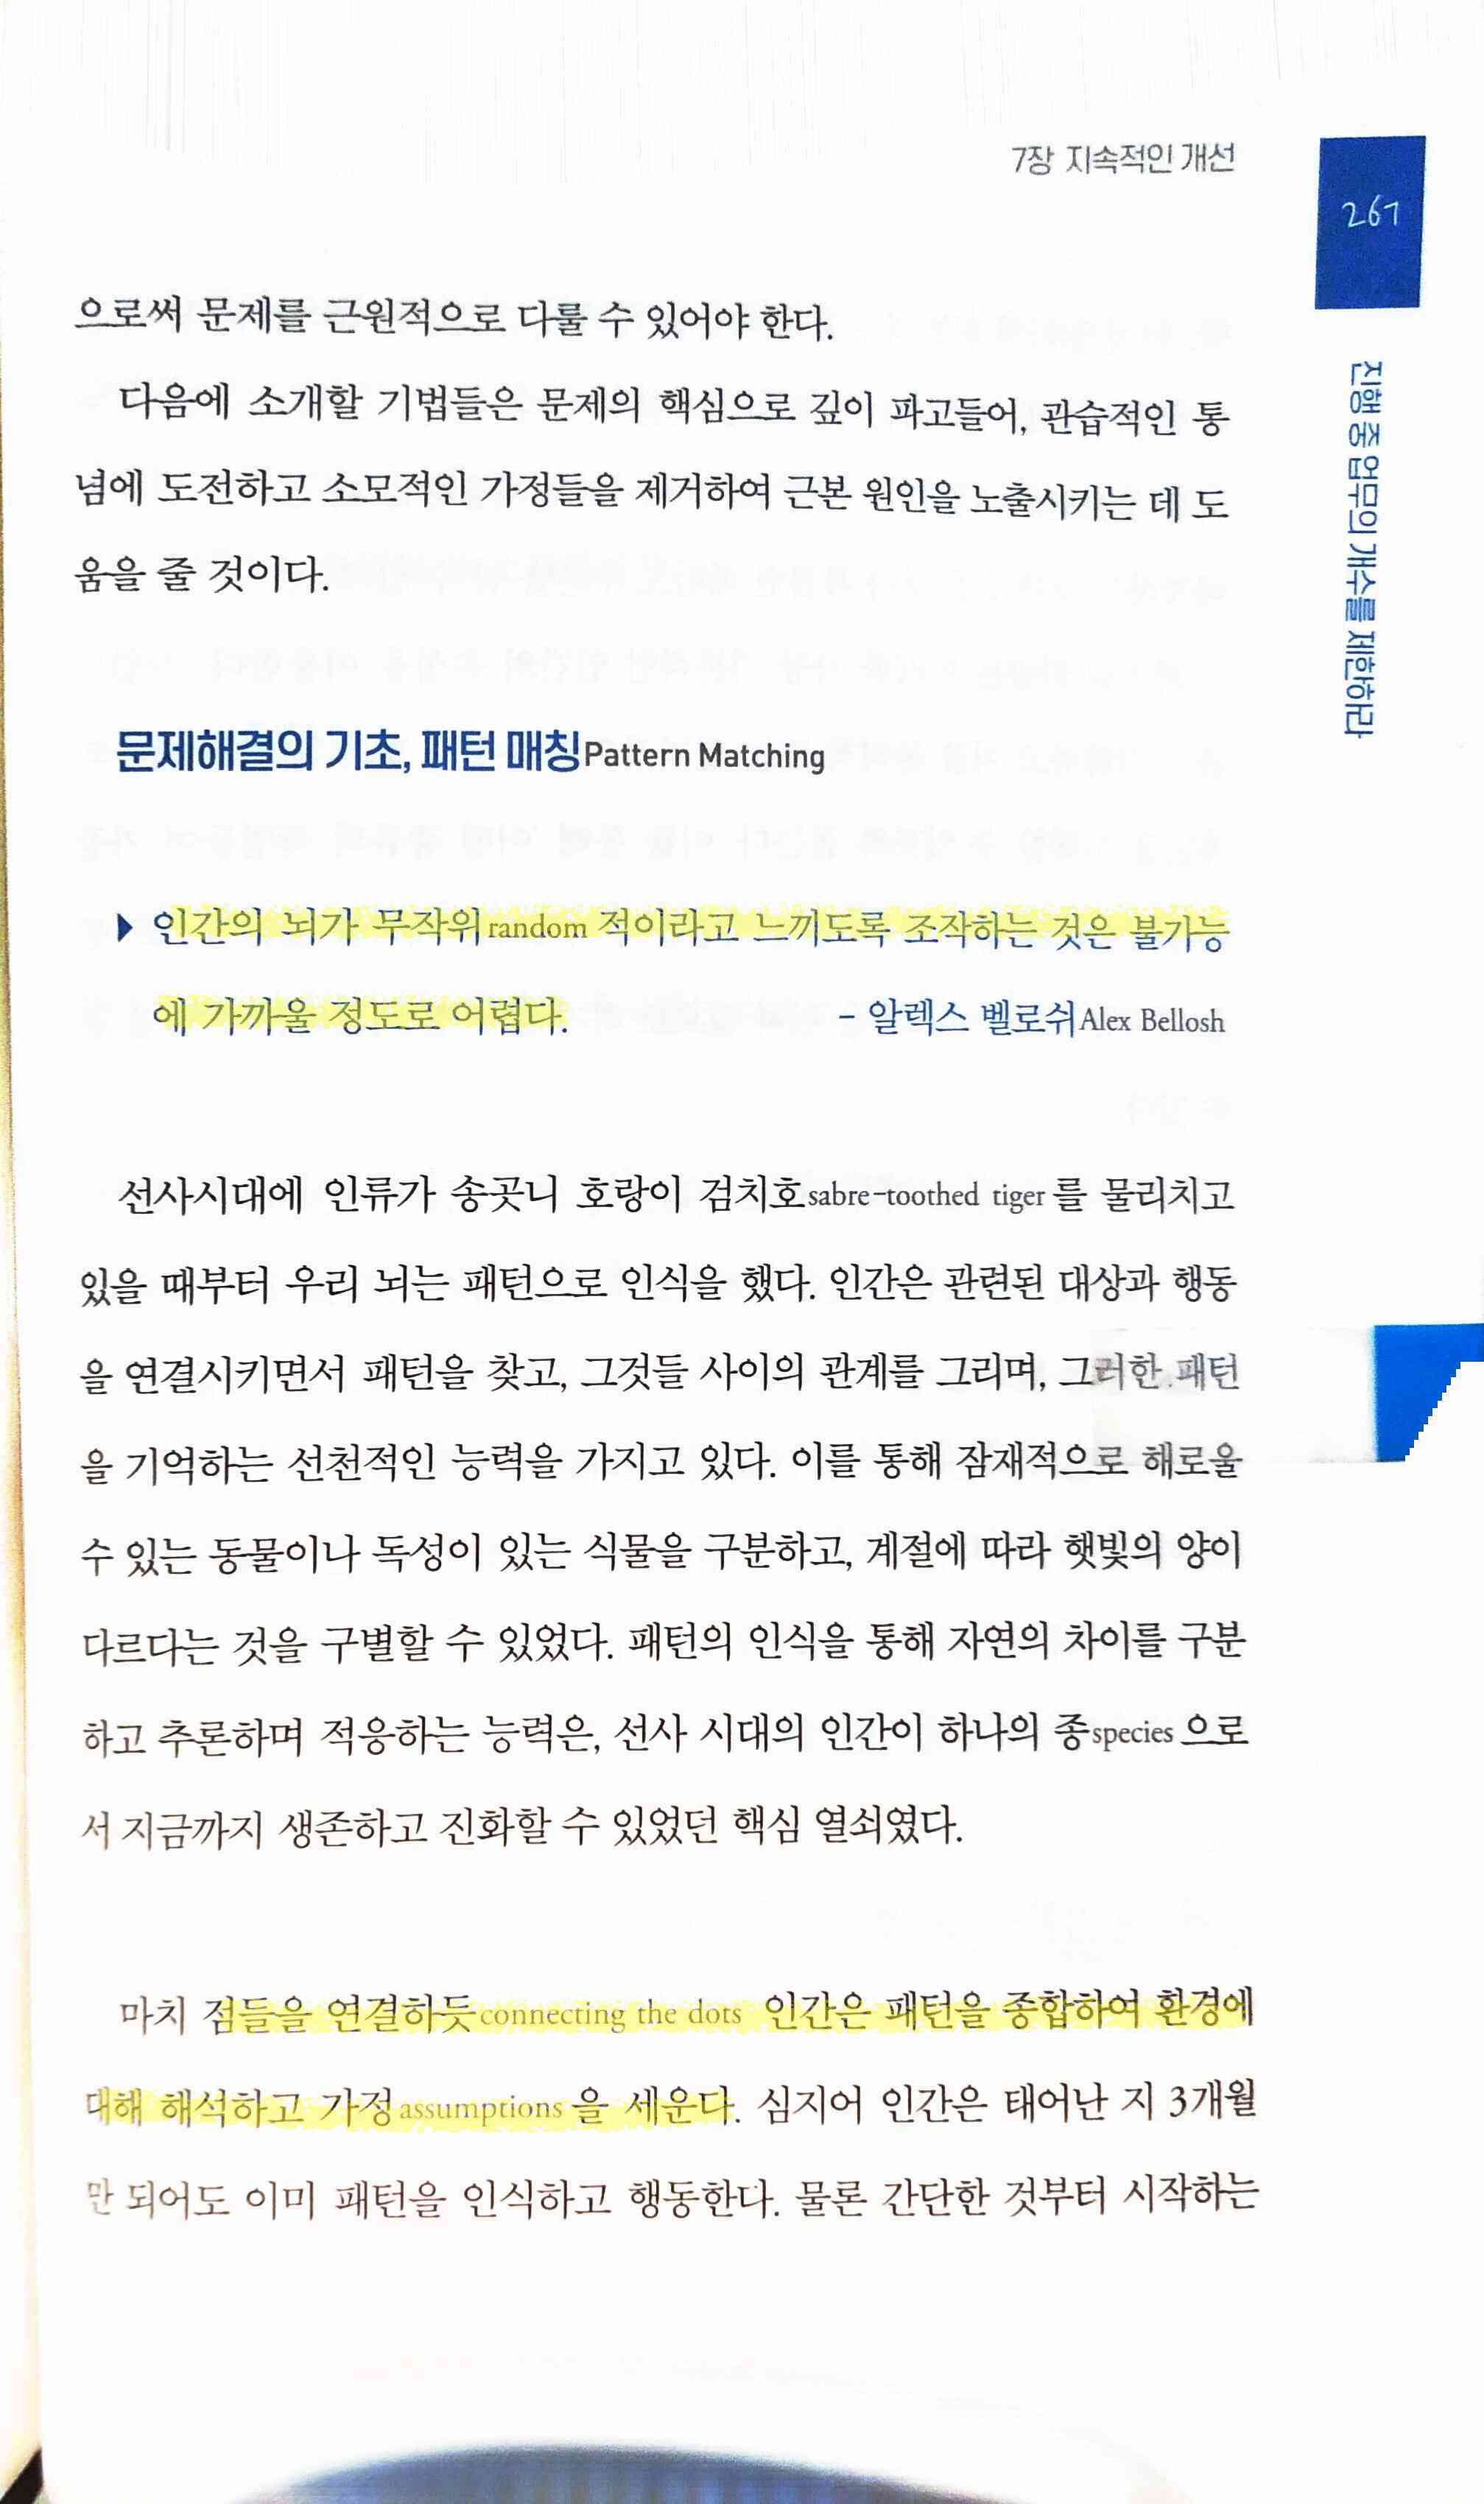 7장 지속적인 개선
267
진행 중 업무의 개수를 제한하라
으로써 문제를 근원적으로 다룰 수 있어야 한다.
다음에 소개할 기법들은 문제의 핵심으로 깊이 파고들어, 관습적인 통
념에 도전하고 소모적인 가정들을 제거하여 근본 원인을 노출시키는 데 도
움을 줄 것이다.
문제해결의 기초, 패턴 매칭Pattern Matching
▶ 인간의 뇌가 무작위random 적이라고 느끼도록 조작하는 것은 불가능
에 가까울 정도로 어렵다. - 알렉스 벨로쉬Alex Bellosh
선사시대에 인류가 송곳니 호랑이 검치호sabre-toothed tiger를 물리치고
있을 때부터 우리 뇌는 패턴으로 인식을 했다. 인간은 관련된 대상과 행동
을 연결시키면서 패턴을 찾고, 그것들 사이의 관계를 그리며, 그러한 패턴
을 기억하는 선천적인 능력을 가지고 있다. 이를 통해 잠재적으로 해로울
수 있는 동물이나 독성이 있는 식물을 구분하고, 계절에 따라 햇빛의 양이
다르다는 것을 구별할 수 있었다. 패턴의 인식을 통해 자연의 차이를 구분
하고 추론하며 적응하는 능력은, 선사 시대의 인간이 하나의 종species으로
서 지금까지 생존하고 진화할 수 있었던 핵심 열쇠였다.
마치 점들을 연결하듯connecting the dots 인간은 패턴을 종합하여 환경에
대해 해석하고 가정assumptions을 세운다. 심지어 인간은 태어난 지 3개월
만 되어도 이미 패턴을 인식하고 행동한다. 물론 간단한 것부터 시작하는